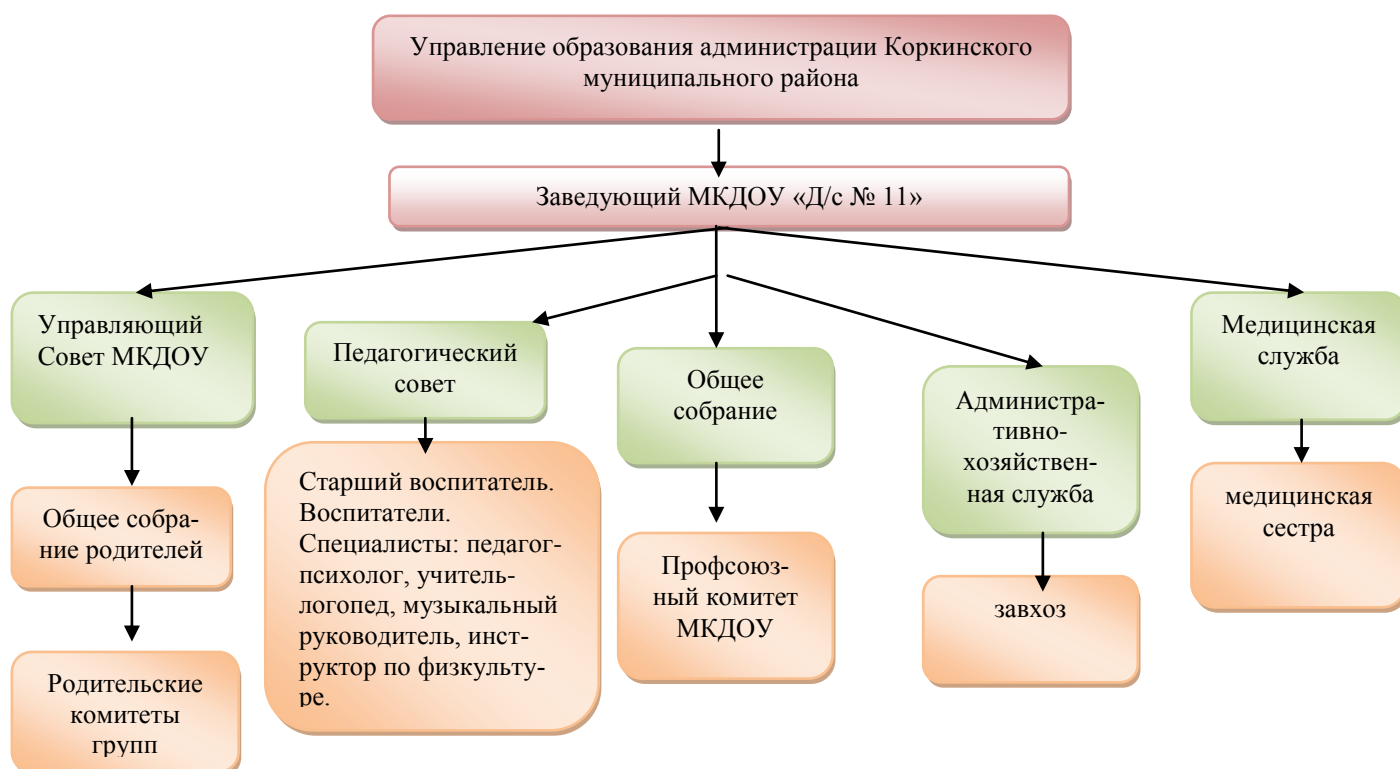 Управление образования администрации Коркинского
муниципального района
Заведующий МКДОУ «Д/с № 11»
Управляющий
Совет МКДОУ
Педагогический
совет
Общее
собрание
Администра-
тивно-
хозяйствен-
ная служба
Медицинская
служба
Общее собра-
ние родителей
Родительские
комитеты
групп
Старший воспитатель.
Воспитатели.
Специалисты: педагог-
психолог, учитель-
логопед, музыкальный
руководитель, инст-
руктор по физкульту-
ре.
Профсоюз-
ный комитет
МКДОУ
завхоз
медицинская
сестра